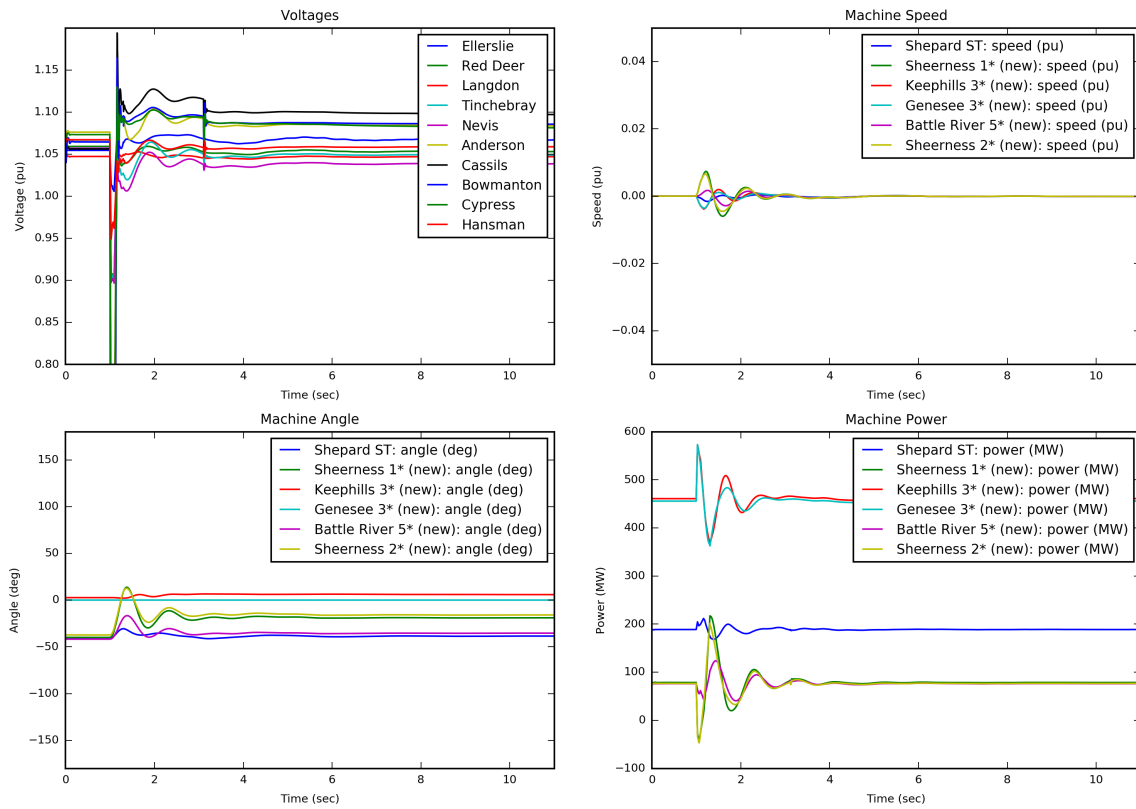 Voltages
Voltage (pu)
1.15
1.10
1.05
1.00
0.95
0.90
0.85
0.80
0
2
4
6
8
10
Time (sec)
Ellerslie
Red Deer
Langdon
Tinchebray
Nevis
Anderson
Cassils
Bowmanton
Cypress
Hansman
Machine Speed
Speed (pu)
0.04
0.02
0.00
−0.02
−0.04
0
2
4
6
8
10
Time (sec)
Shepard ST: speed (pu)
Sheerness 1* (new): speed (pu)
Keephills 3* (new): speed (pu)
Genesee 3* (new): speed (pu)
Battle River 5* (new): speed (pu)
Sheerness 2* (new): speed (pu)
Machine Angle
Angle (deg)
150
100
50
0
−50
−100
−150
0
2
4
6
8
10
Time (sec)
Shepard ST: angle (deg)
Sheerness 1* (new): angle (deg)
Keephills 3* (new): angle (deg)
Genesee 3* (new): angle (deg)
Battle River 5* (new): angle (deg)
Sheerness 2* (new): angle (deg)
Machine Power
Power (MW)
600
500
400
300
200
100
0
−100
0
2
4
6
8
10
Time (sec)
Shepard ST: power (MW)
Sheerness 1* (new): power (MW)
Keephills 3* (new): power (MW)
Genesee 3* (new): power (MW)
Battle River 5* (new): power (MW)
Sheerness 2* (new): power (MW)